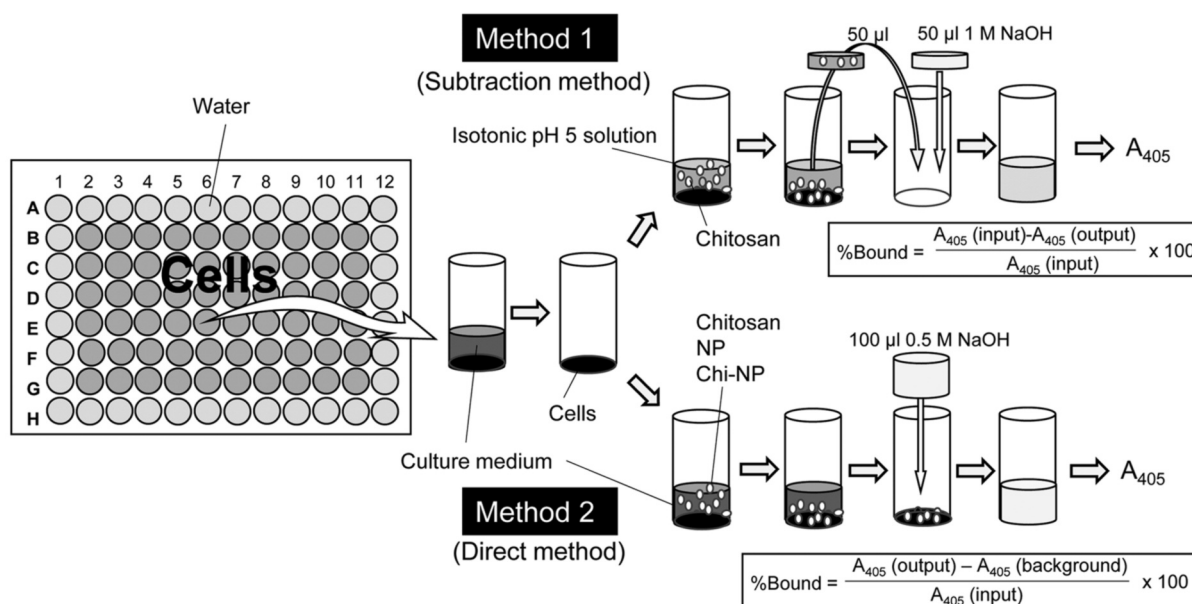 Method 1
(Subtraction method)
50 µl
50 µl 1 M NaOH
Water
Isotonic pH 5 solution
A₄₀₅
Chitosan
%Bound = A₄₀₅ (input)-A₄₀₅ (output) / A₄₀₅ (input) x 100
1 2 3 4 5 6 7 8 9 10 11 12
A
B
C
D
E
F
G
H
Cells
Cells
Culture medium
Chitosan
NP
Chi-NP
100 µl 0.5 M NaOH
A₄₀₅
Method 2
(Direct method)
%Bound = A₄₀₅ (output) – A₄₀₅ (background) / A₄₀₅ (input) x 100